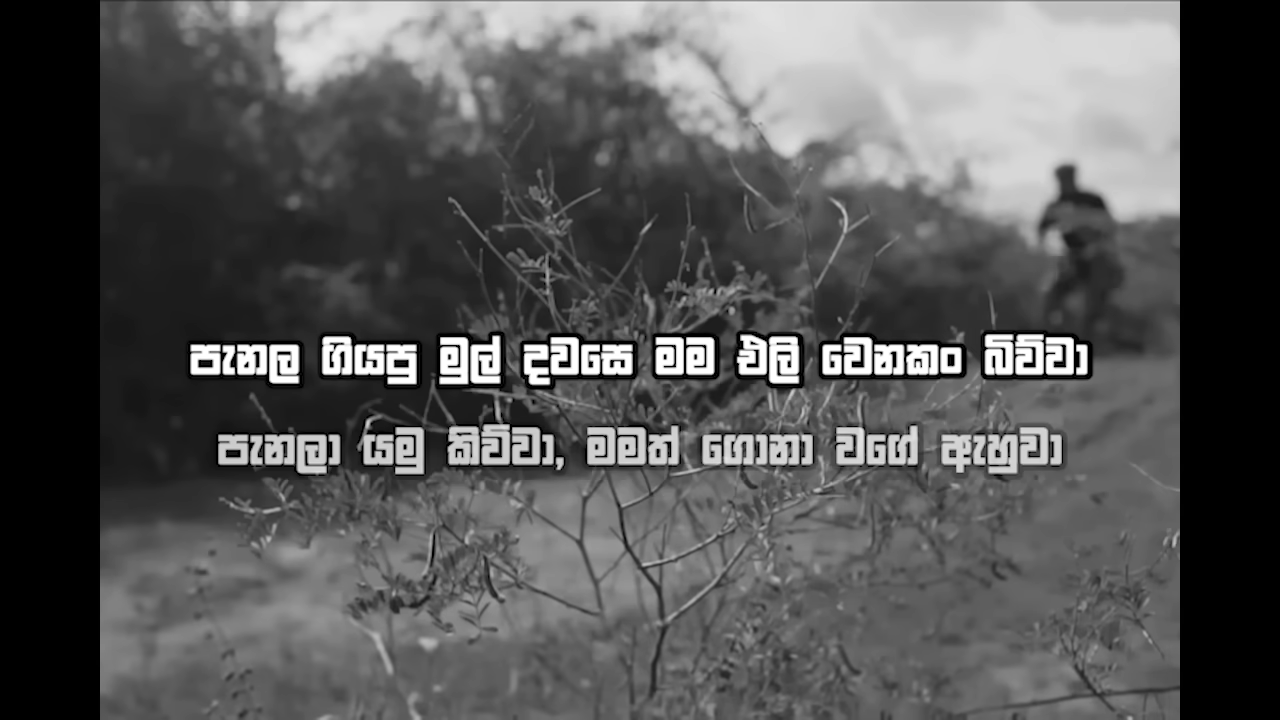 පැනල ගියපු මුල් දවසෙ මම එලි වෙනකං බිව්වා
පැනලා යමු කිව්වා, මමත් ගොනා වගේ ඇහුවා